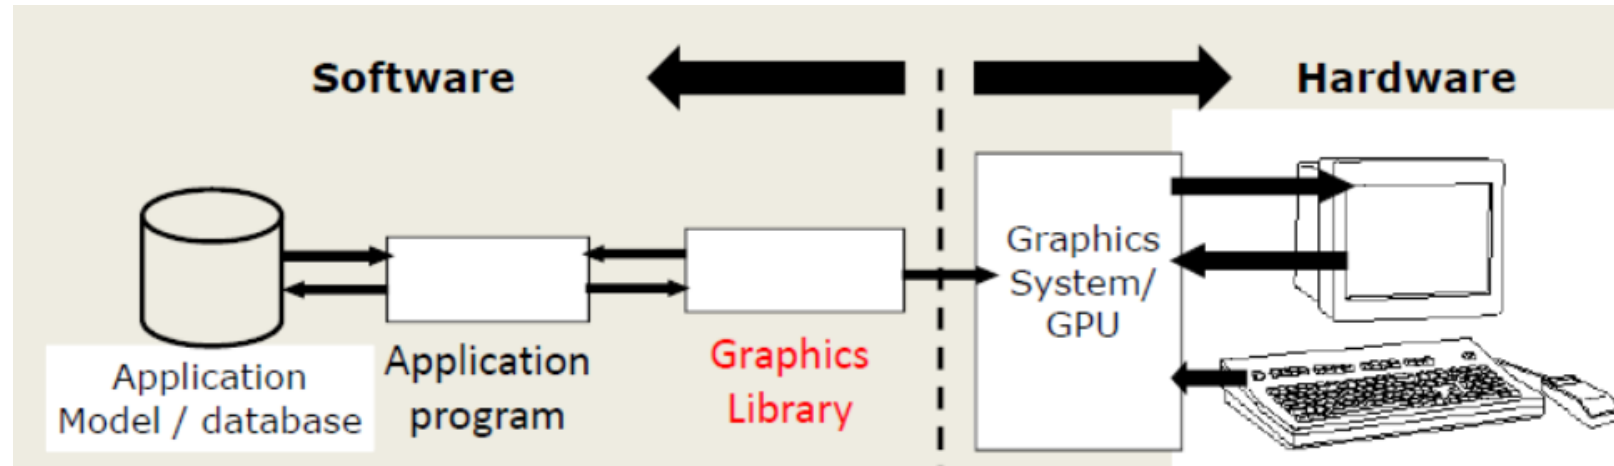 Software
Hardware
Application
Model / database
Application
program
Graphics
Library
Graphics
System/
GPU